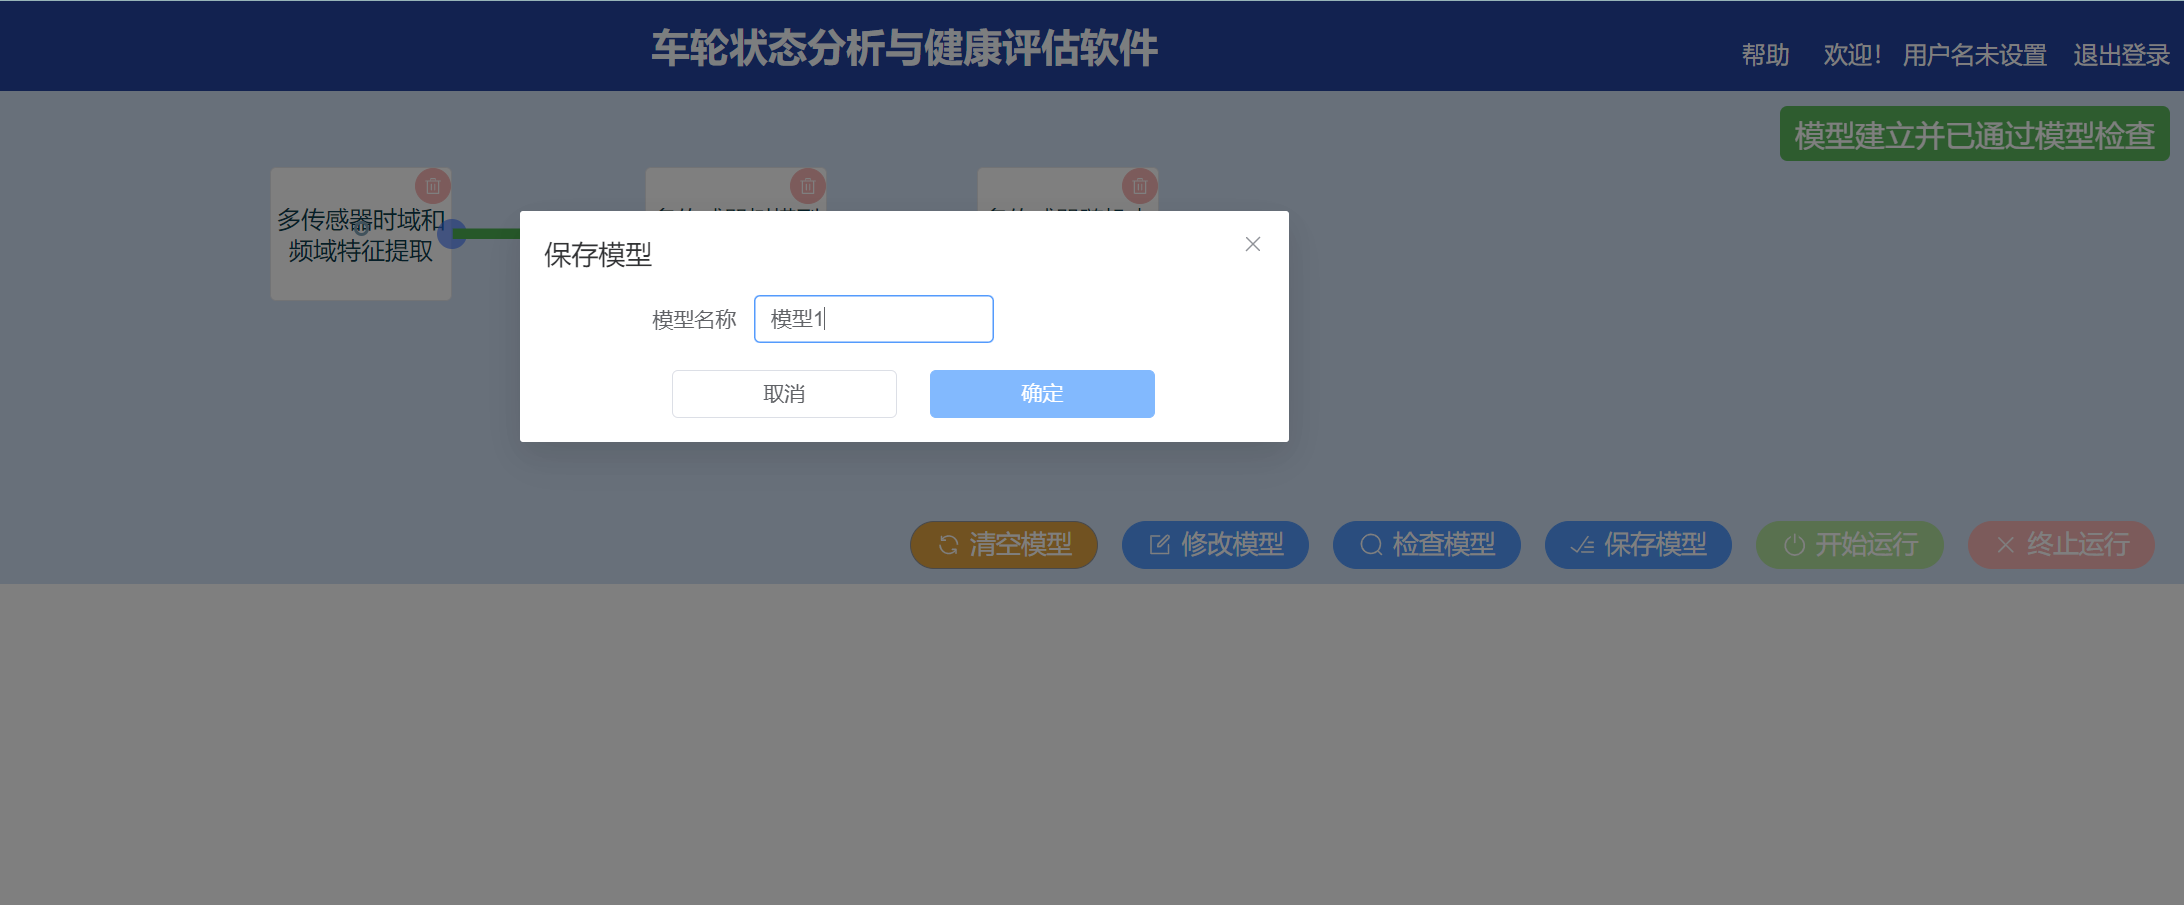 车轮状态分析与健康评估软件
帮助 欢迎！ 用户名未设置 退出登录
模型建立并已通过模型检查
多传感器时域和
频域特征提取
保存模型
模型名称 模型1
取消 确定
清空模型 修改模型 检查模型 保存模型 开始运行 终止运行